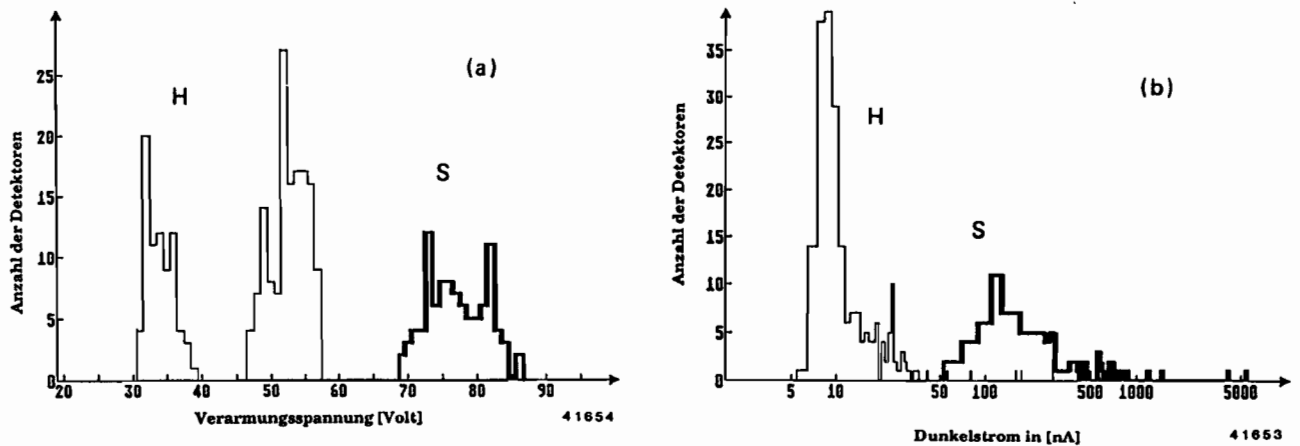 (a)
H
S
Anzahl der Detektoren
25
20
15
10
5
0
20 30 40 50 60 70 80 90
Verarmungsspannung [Volt]
41654
(b)
H
S
Anzahl der Detektoren
35
30
25
20
15
10
5
0
5 10 50 100 500 1000 5000
Dunkelstrom in [nA]
41653